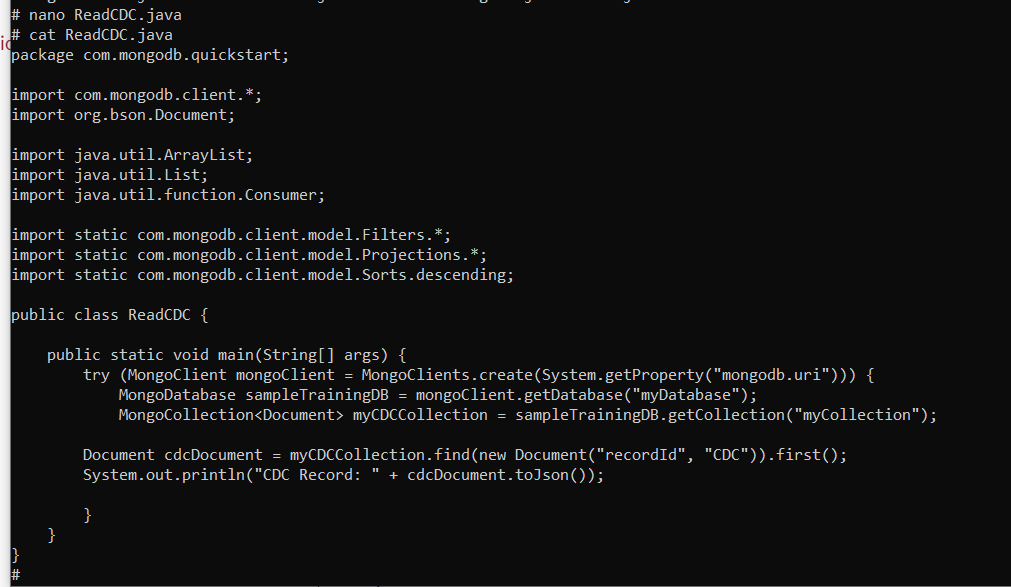 # nano ReadCDC.java
# cat ReadCDC.java
package com.mongodb.quickstart;

import com.mongodb.client.*;
import org.bson.Document;

import java.util.ArrayList;
import java.util.List;
import java.util.function.Consumer;

import static com.mongodb.client.model.Filters.*;
import static com.mongodb.client.model.Projections.*;
import static com.mongodb.client.model.Sorts.descending;

public class ReadCDC {

    public static void main(String[] args) {
        try (MongoClient mongoClient = MongoClients.create(System.getProperty("mongodb.uri"))) {
            MongoDatabase sampleTrainingDB = mongoClient.getDatabase("myDatabase");
            MongoCollection<Document> myCDCCollection = sampleTrainingDB.getCollection("myCollection");

        Document cdcDocument = myCDCCollection.find(new Document("recordId", "CDC")).first();
        System.out.println("CDC Record: " + cdcDocument.toJson());

        }
    }
}
#